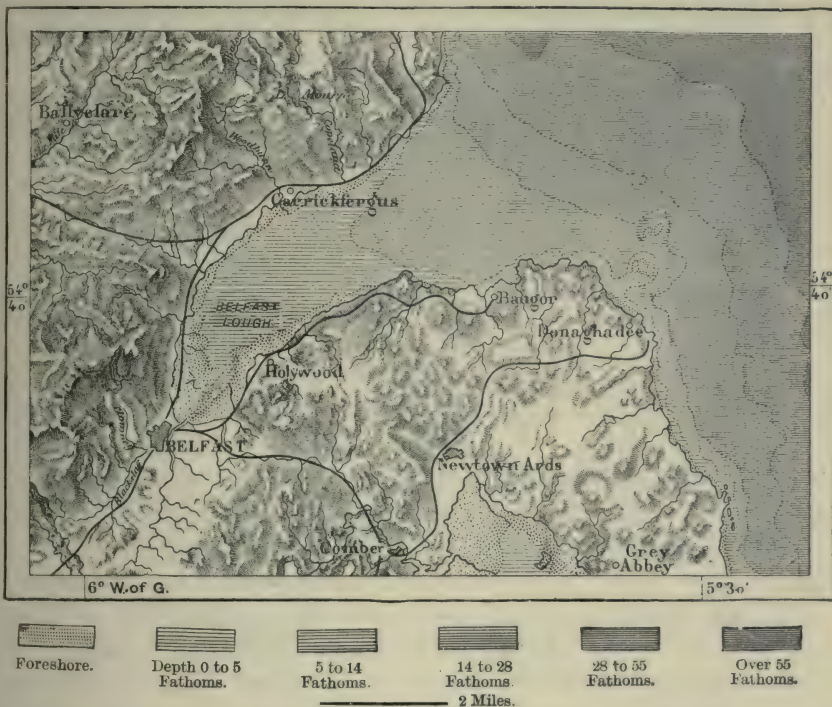 Ballyclare
Carrickfergus
54°
40
54°
40'
BELFAST
LOUGH
Bangor
Donaghadee
Holywood
BELFAST
Newtown Ards
Comber
Grey
Abbey
6° W. of G.
5° 30'
Foreshore.
Depth 0 to 5
Fathoms.
5 to 14
Fathoms.
14 to 28
Fathoms.
28 to 55
Fathoms.
Over 55
Fathoms.
2 Miles.